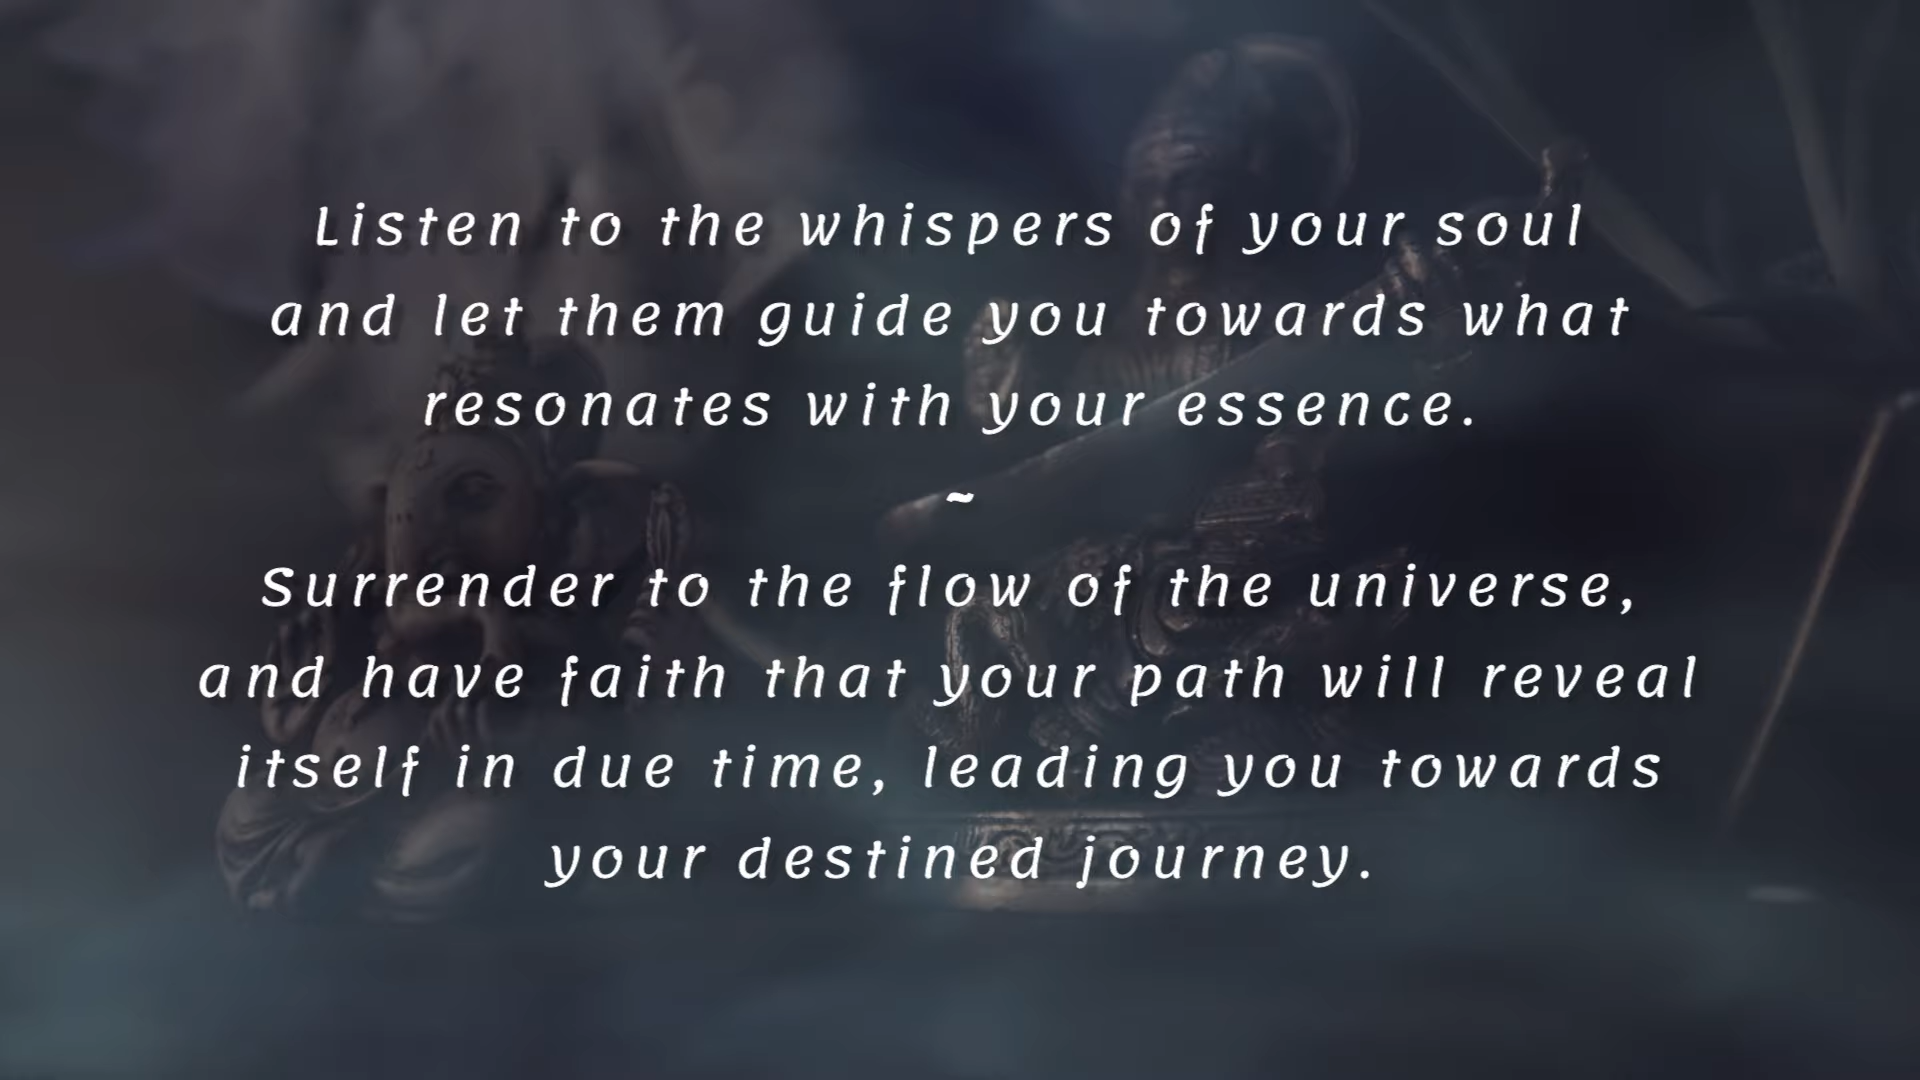 Listen to the whispers of your soul
and let them guide you towards what
resonates with your essence.
~
Surrender to the flow of the universe,
and have faith that your path will reveal
itself in due time, leading you towards
your destined journey.